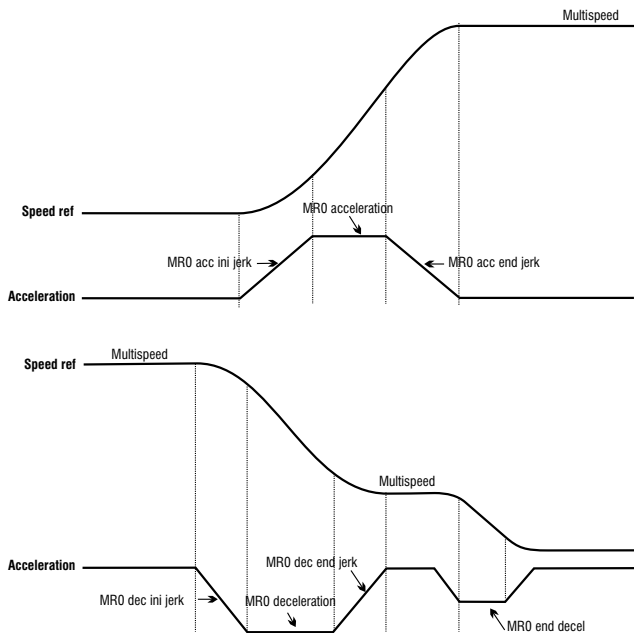 Multispeed
Speed ref
MR0 acceleration
MR0 acc ini jerk
MR0 acc end jerk
Acceleration
Speed ref
Multispeed
Multispeed
Acceleration
MR0 dec end jerk
MR0 dec ini jerk
MR0 deceleration
MR0 end decel